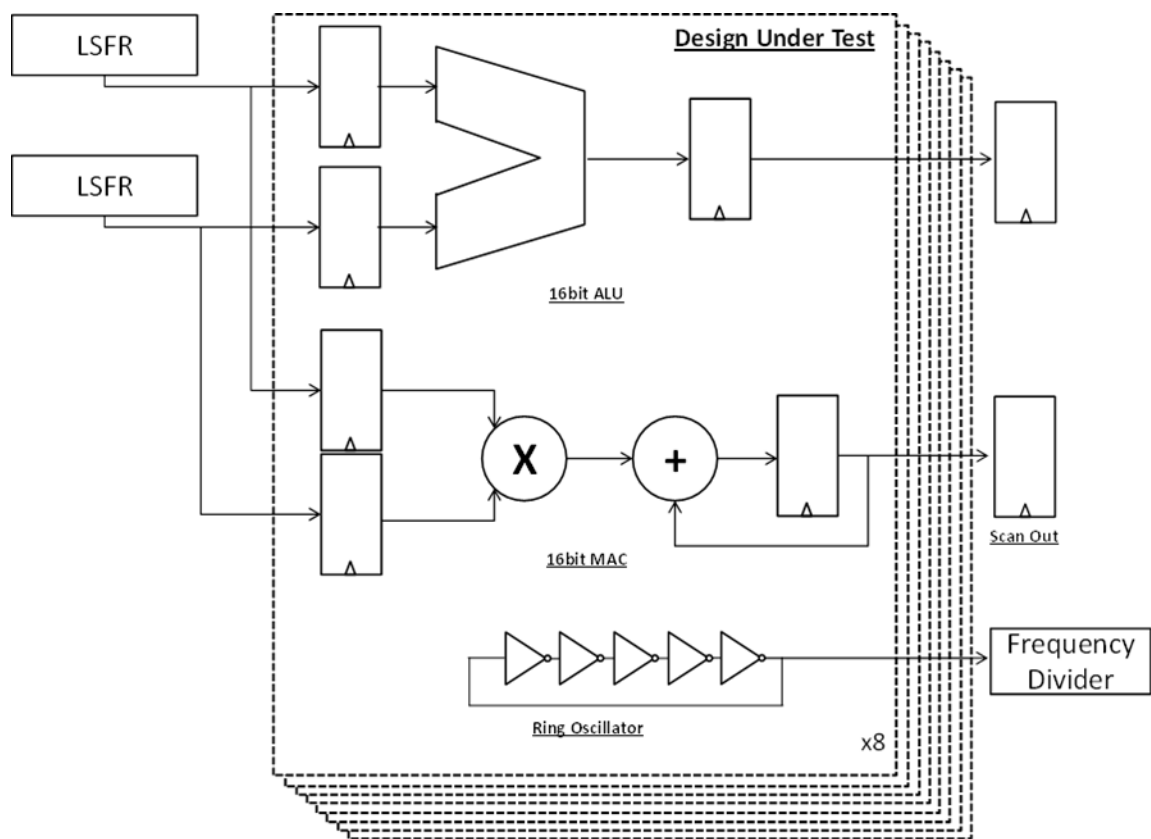 LSFR
Design Under Test
LSFR
16bit ALU
X
+
Scan Out
16bit MAC
Frequency
Divider
Ring Oscillator
x8